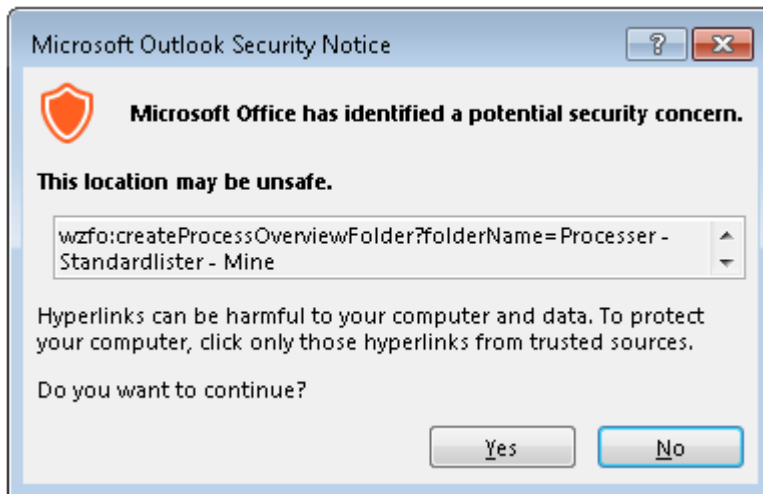 Microsoft Outlook Security Notice
Microsoft Office has identified a potential security concern.
This location may be unsafe.
wzfo:createProcessOverviewFolder?folderName=Processer -
Standardlister - Mine
Hyperlinks can be harmful to your computer and data. To protect
your computer, click only those hyperlinks from trusted sources.
Do you want to continue?
Yes No